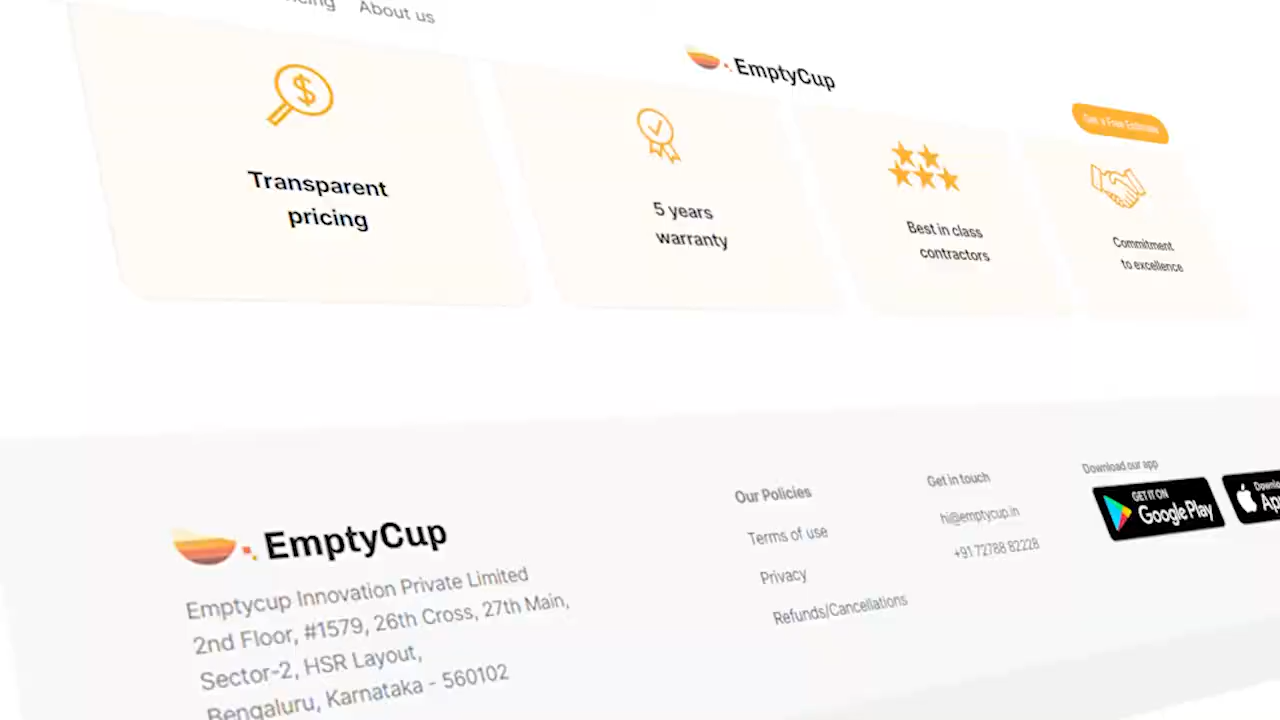 About us
EmptyCup
Get a Free Estimate
Transparent
pricing
5 years
warranty
Best in class
contractors
Commitment
to excellence
EmptyCup
Emptycup Innovation Private Limited
2nd Floor, #1579, 26th Cross, 27th Main,
Sector-2, HSR Layout,
Bengaluru, Karnataka - 560102
Our Policies
Terms of use
Privacy
Refunds/Cancellations
Get in touch
hi@emptycup.in
+91 72788 82228
Download our app
GET IT ON
Google Play